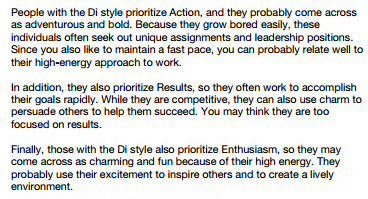 People with the Di style prioritize Action, and they probably come across
as adventurous and bold. Because they grow bored easily, these
individuals often seek out unique assignments and leadership positions.
Since you also like to maintain a fast pace, you can probably relate well to
their high-energy approach to work.
In addition, they also prioritize Results, so they often work to accomplish
their goals rapidly. While they are competitive, they can also use charm to
persuade others to help them succeed. You may think they are too
focused on results.
Finally, those with the Di style also prioritize Enthusiasm, so they may
come across as charming and fun because of their high energy. They
probably use their excitement to inspire others and to create a lively
environment.